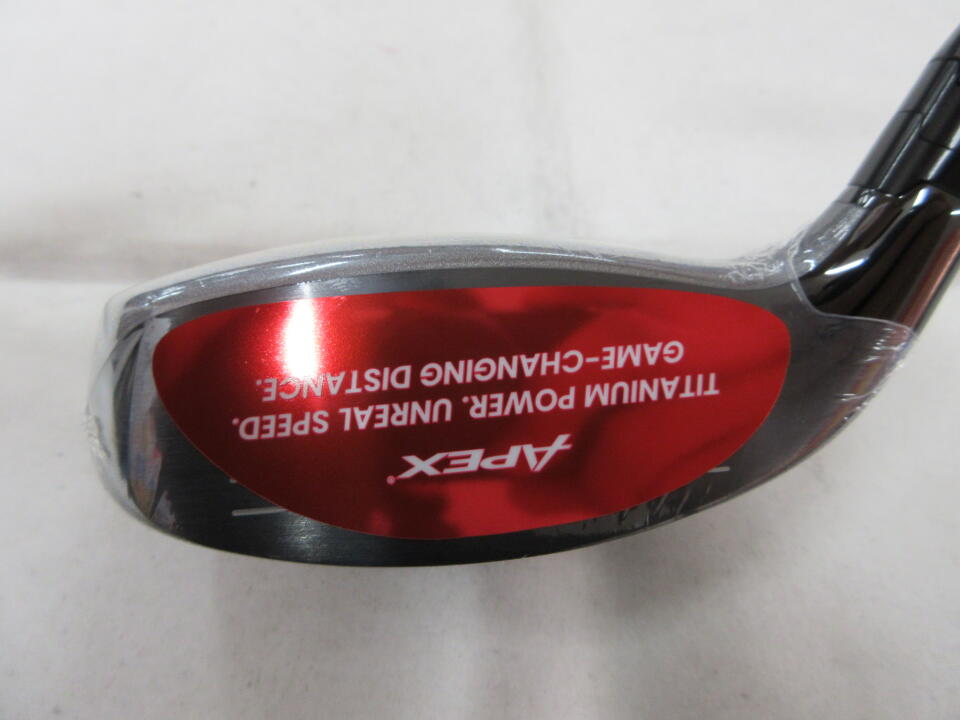 APEX®
TITANIUM POWER. UNREAL SPEED.
GAME-CHANGING DISTANCE.